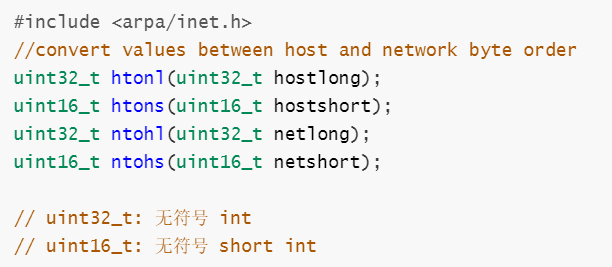 #include <arpa/inet.h>
//convert values between host and network byte order
uint32_t htonl(uint32_t hostlong);
uint16_t htons(uint16_t hostshort);
uint32_t ntohl(uint32_t netlong);
uint16_t ntohs(uint16_t netshort);
// uint32_t: 无符号 int
// uint16_t: 无符号 short int